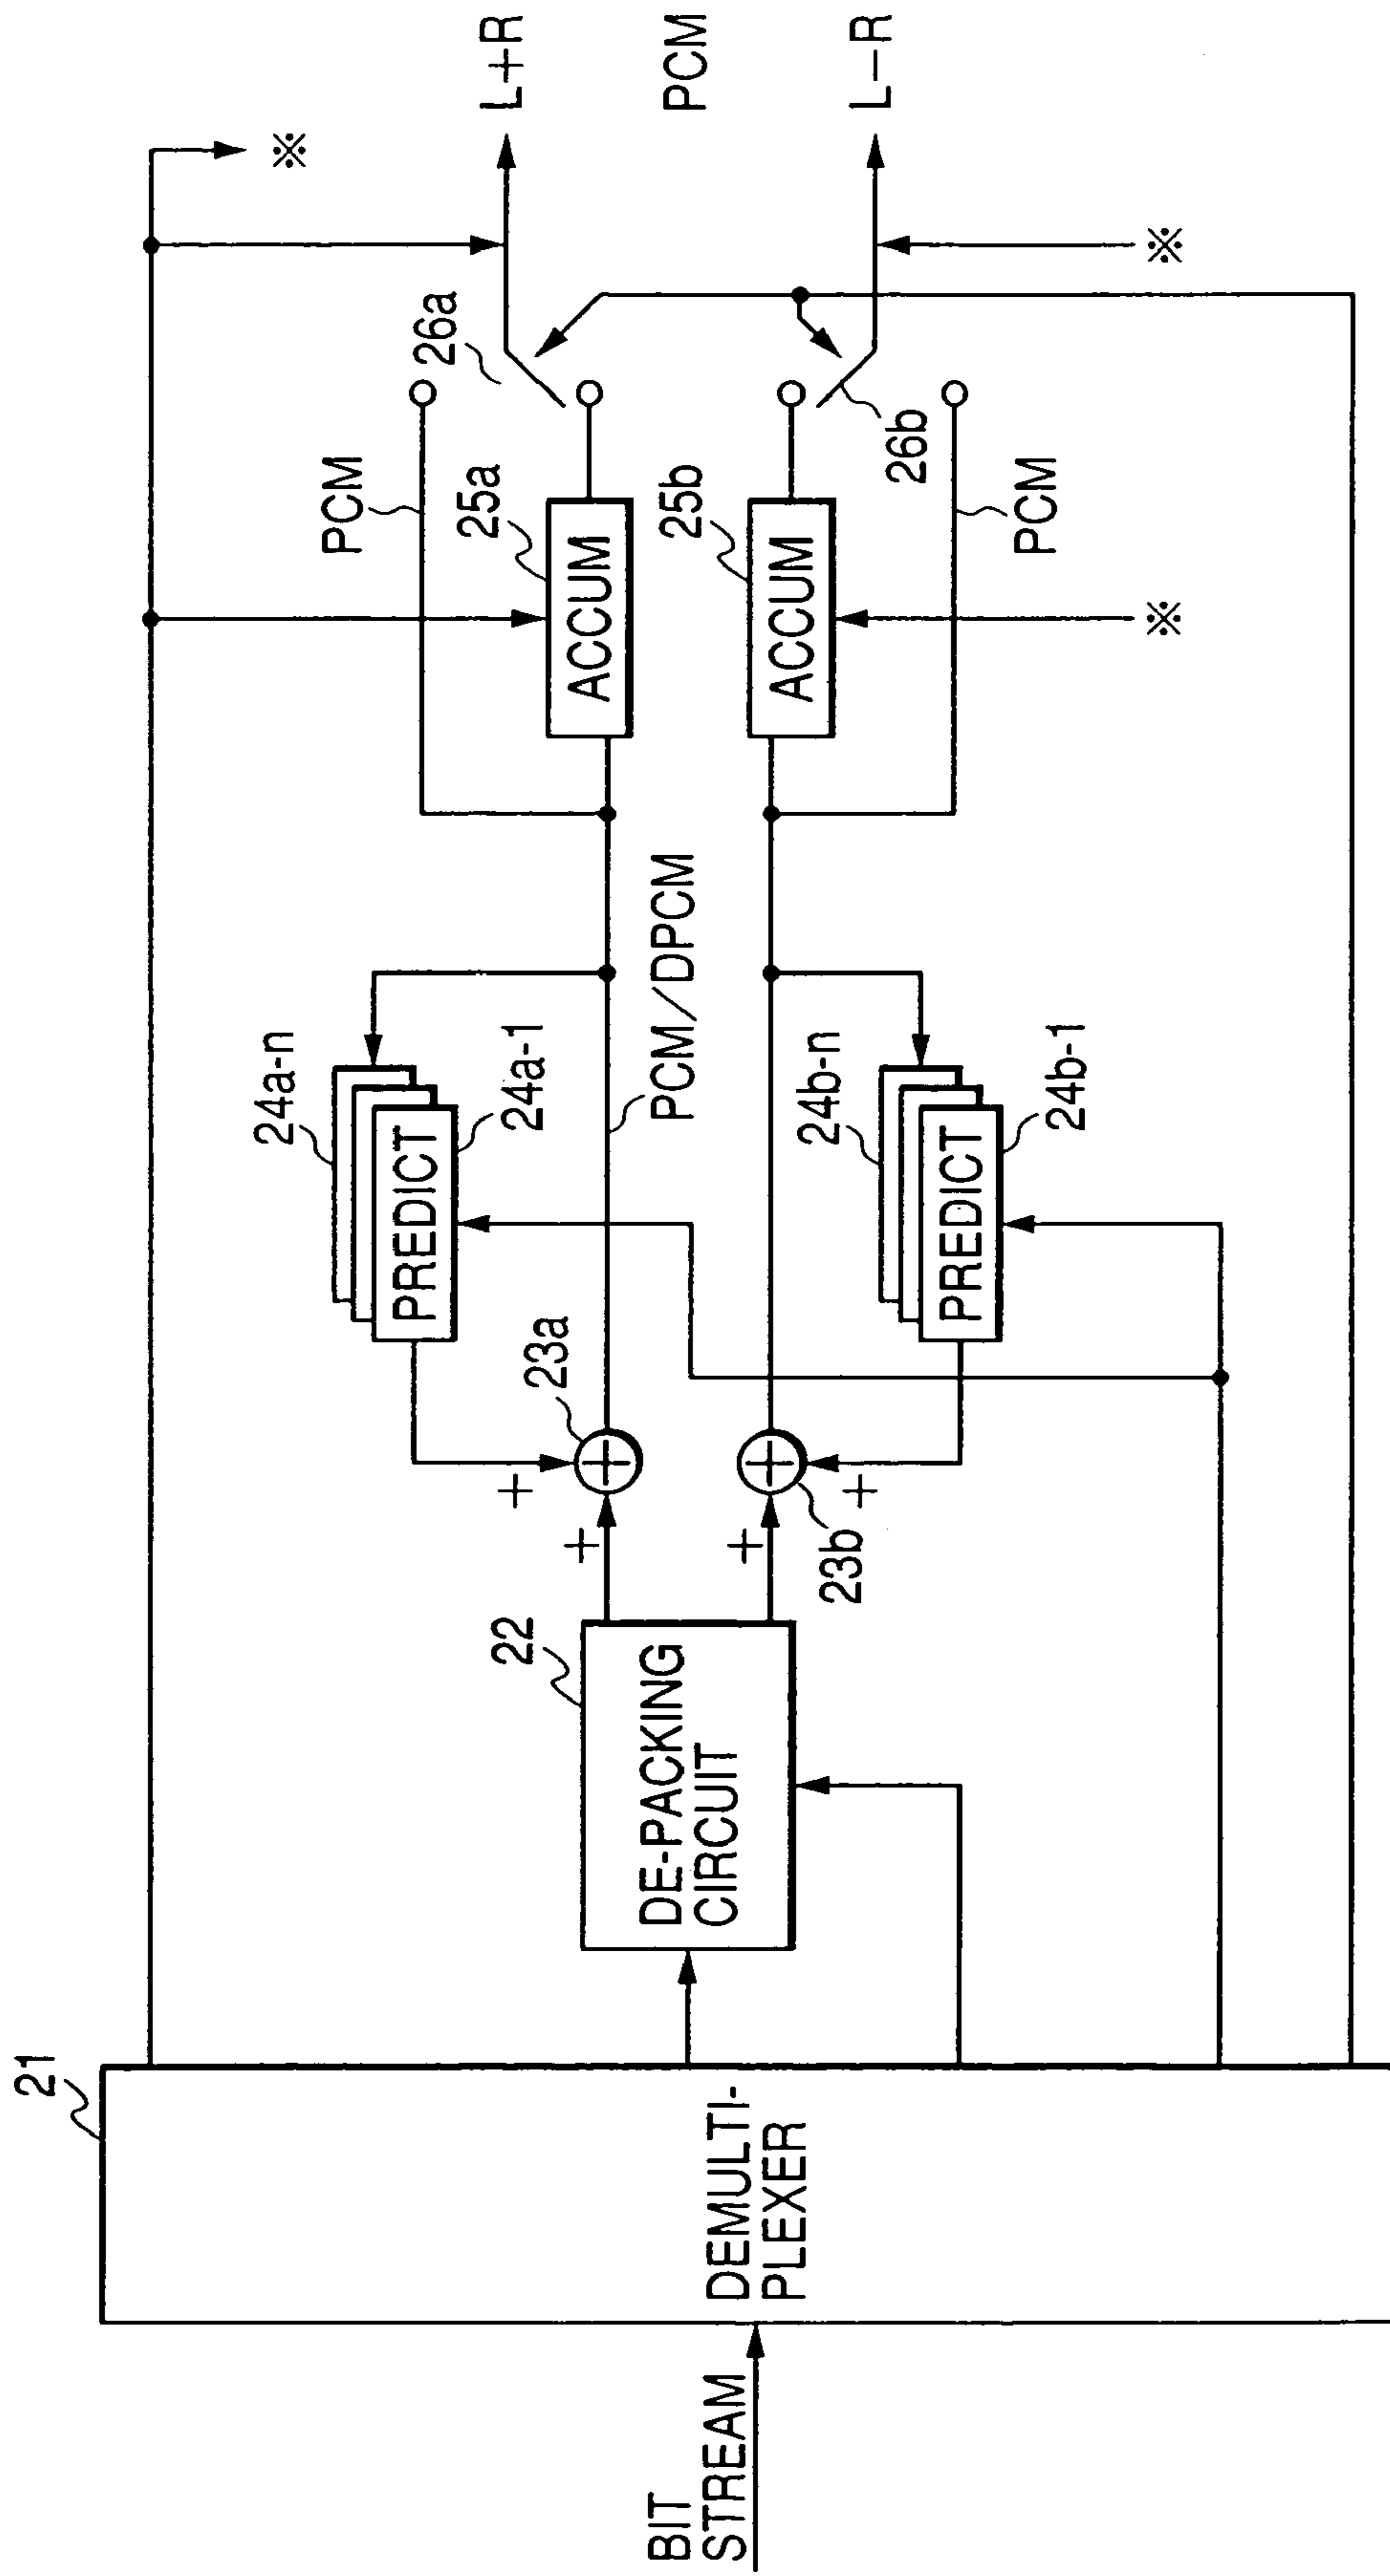 BIT
STREAM
21
DEMULTI-
PLEXER
22
DE-PACKING
CIRCUIT
+
+
23a
+
+
23b
24a-n
PREDICT
24a-1
PCM/DPCM
24b-n
PREDICT
24b-1
PCM
25a
ACCUM
25b
ACCUM
PCM
※
26a
26b
※
※
L+R
PCM
L-R